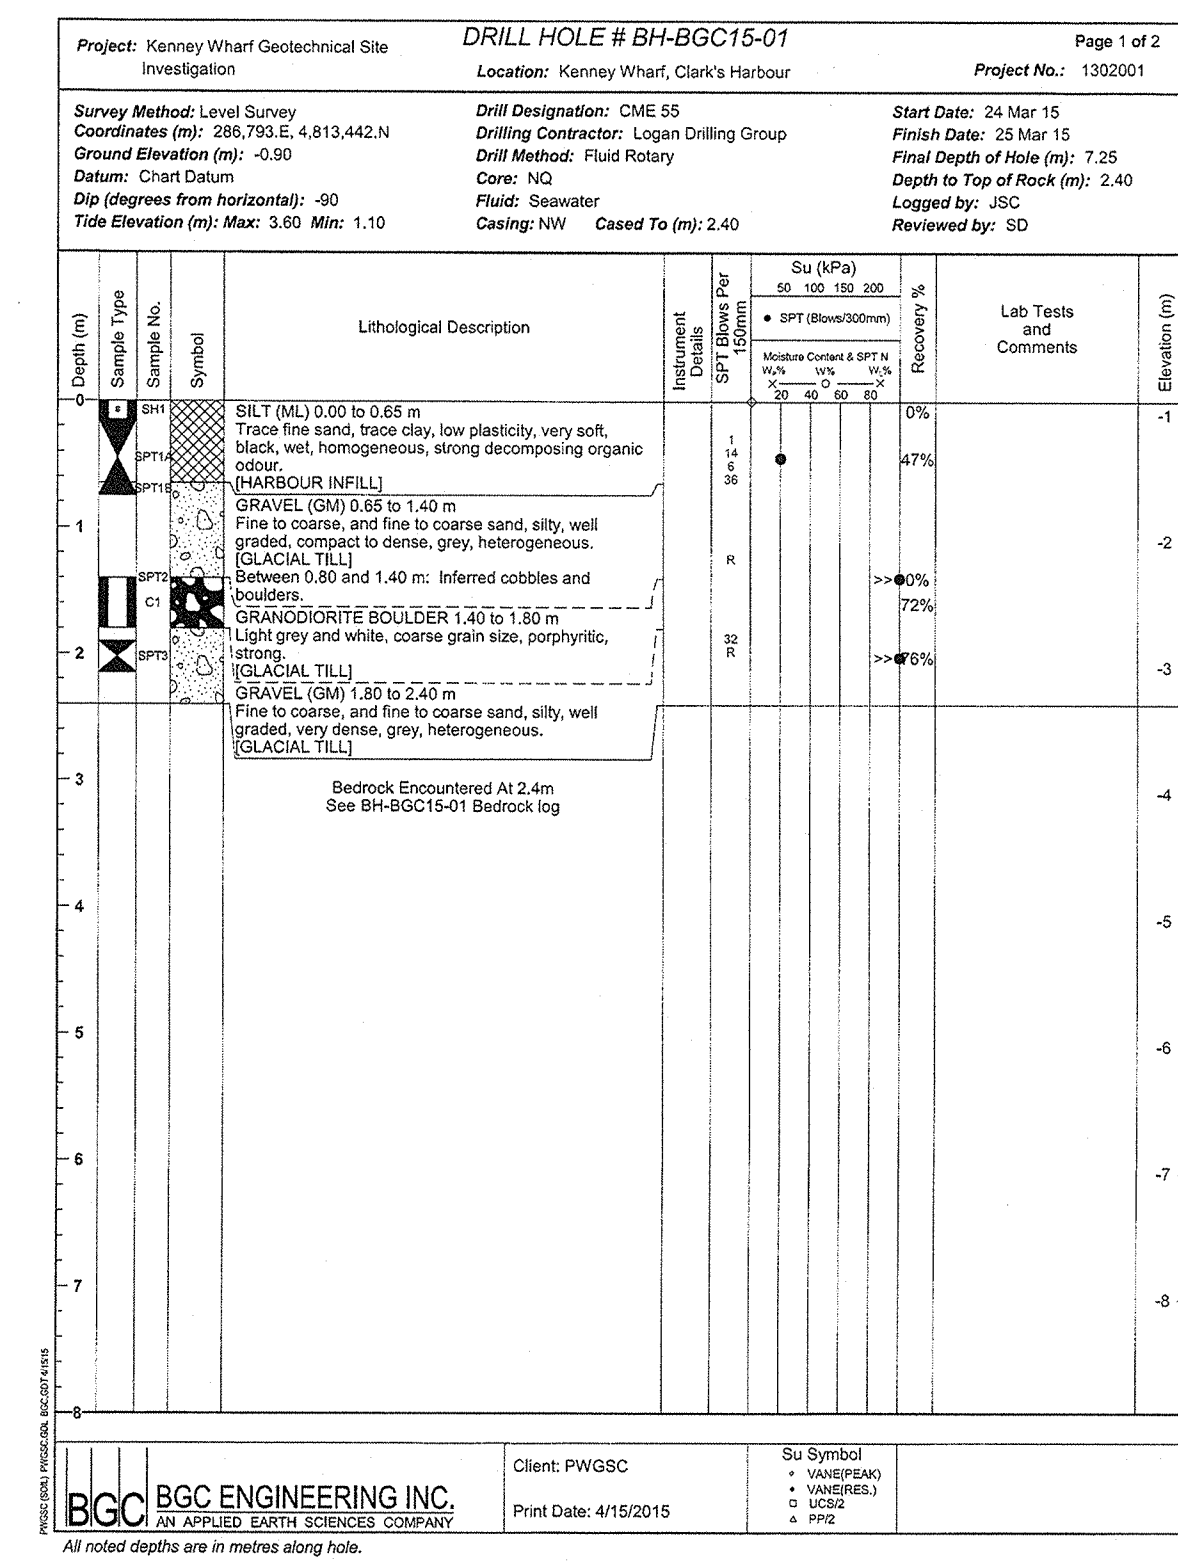 DRILL HOLE # BH-BGC15-01
Project: Kenney Wharf Geotechnical Site
Investigation
Location: Kenney Wharf, Clark's Harbour
Page 1 of 2
Project No.: 1302001
Survey Method: Level Survey
Coordinates (m): 286,793.E, 4,813,442.N
Ground Elevation (m): -0.90
Datum: Chart Datum
Dip (degrees from horizontal): -90
Tide Elevation (m): Max: 3.60 Min: 1.10
Drill Designation: CME 55
Drilling Contractor: Logan Drilling Group
Drill Method: Fluid Rotary
Core: NQ
Fluid: Seawater
Casing: NW Cased To (m): 2.40
Start Date: 24 Mar 15
Finish Date: 25 Mar 15
Final Depth of Hole (m): 7.25
Depth to Top of Rock (m): 2.40
Logged by: JSC
Reviewed by: SD
Depth (m)
Sample Type
Sample No.
Symbol
Lithological Description
Instrument
Details
SPT Blows Per
150mm
Su (kPa)
50 100 150 200
● SPT (Blows/300mm)
Moisture Content & SPT N
Wₚ% W% W_L%
X O X
20 40 60 80
Recovery %
Lab Tests
and
Comments
Elevation (m)
0
1
2
3
4
5
6
7
8
s
SH1
SPT1A
SPT1B
SPT2
C1
SPT3
SILT (ML) 0.00 to 0.65 m
Trace fine sand, trace clay, low plasticity, very soft,
black, wet, homogeneous, strong decomposing organic
odour.
[HARBOUR INFILL]
GRAVEL (GM) 0.65 to 1.40 m
Fine to coarse, and fine to coarse sand, silty, well
graded, compact to dense, grey, heterogeneous.
[GLACIAL TILL]
Between 0.80 and 1.40 m: Inferred cobbles and
boulders.
GRANODIORITE BOULDER 1.40 to 1.80 m
Light grey and white, coarse grain size, porphyritic,
strong.
[GLACIAL TILL]
GRAVEL (GM) 1.80 to 2.40 m
Fine to coarse, and fine to coarse sand, silty, well
graded, very dense, grey, heterogeneous.
[GLACIAL TILL]
Bedrock Encountered At 2.4m
See BH-BGC15-01 Bedrock log
1
14
6
36
R
32
R
>>
>>
0%
47%
0%
72%
76%
-1
-2
-3
-4
-5
-6
-7
-8
PWGSC (SOIL) PWGSC.GDL BGC.GDT 4/15/15
BGC
BGC ENGINEERING INC.
AN APPLIED EARTH SCIENCES COMPANY
Client: PWGSC
Print Date: 4/15/2015
Su Symbol
VANE(PEAK)
VANE(RES.)
UCS/2
PP/2
All noted depths are in metres along hole.